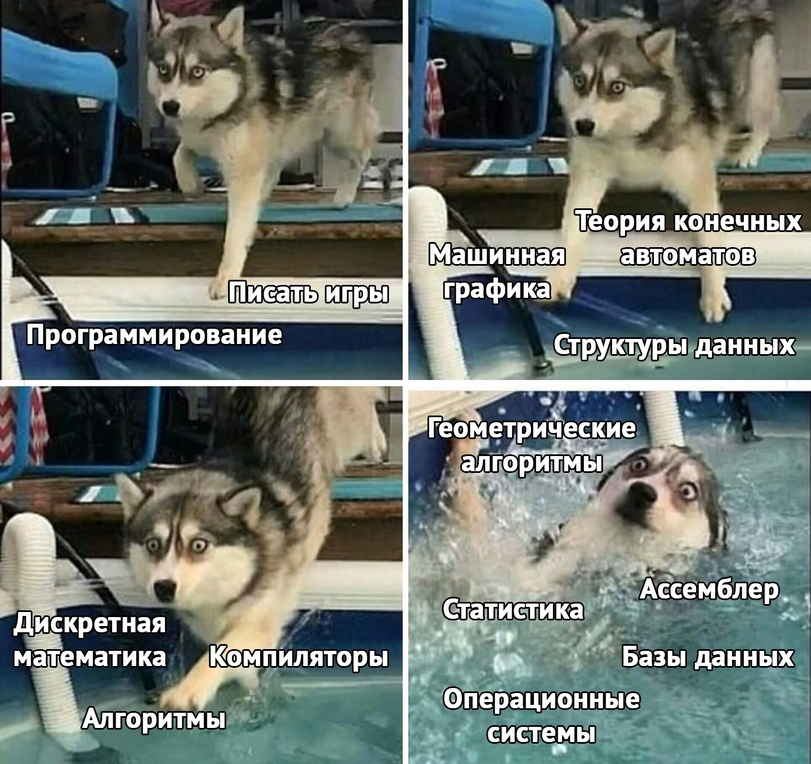 Писать игры
Программирование
Теория конечных
автоматов
Машинная
графика
Структуры данных
Дискретная
математика
Компиляторы
Алгоритмы
Геометрические
алгоритмы
Ассемблер
Статистика
Базы данных
Операционные
системы